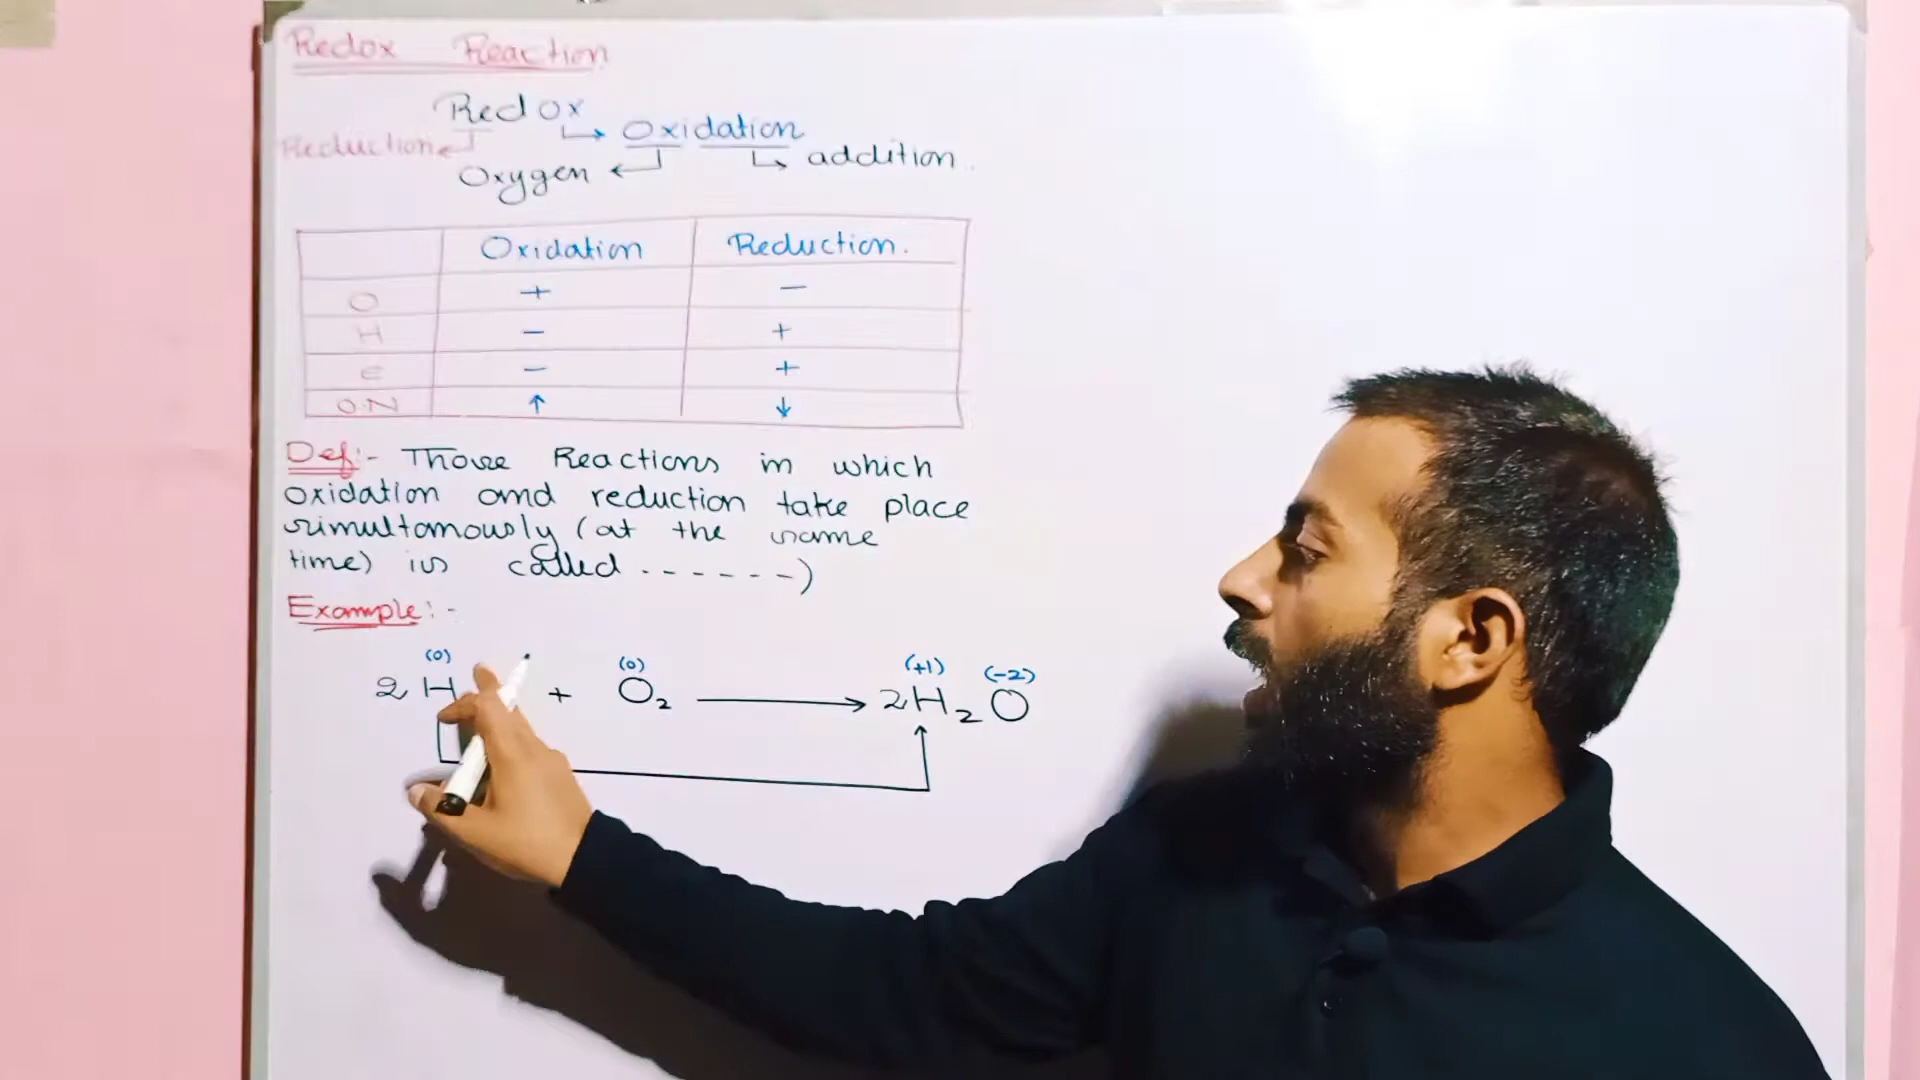 Redox Reaction
Redox
Oxidation
Reduction
addition.
Oxygen
Oxidation Reduction.
O + -
H - +
e - +
O.N ↑ ↓
Def:- Those Reactions in which
oxidation and reduction take place
simultamously (at the same
time) is called ------)
Example:-
(0) (0) (+1) (-2)
2H + O₂ → 2H₂O